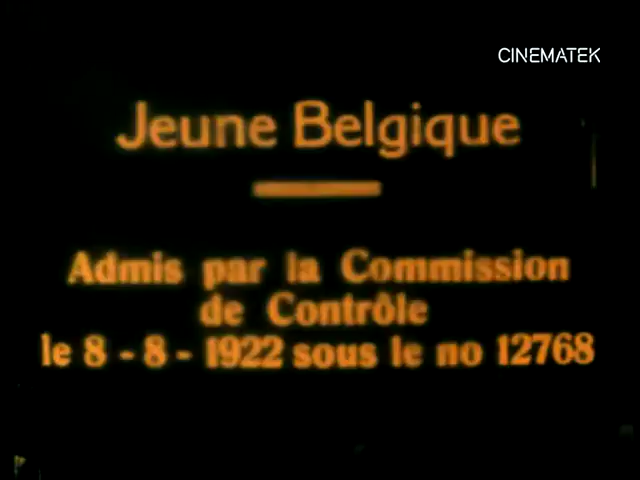 CINEMATEK
Jeune Belgique
Admis par la Commission
de Contrôle
le 8 - 8 - 1922 sous le no 12768